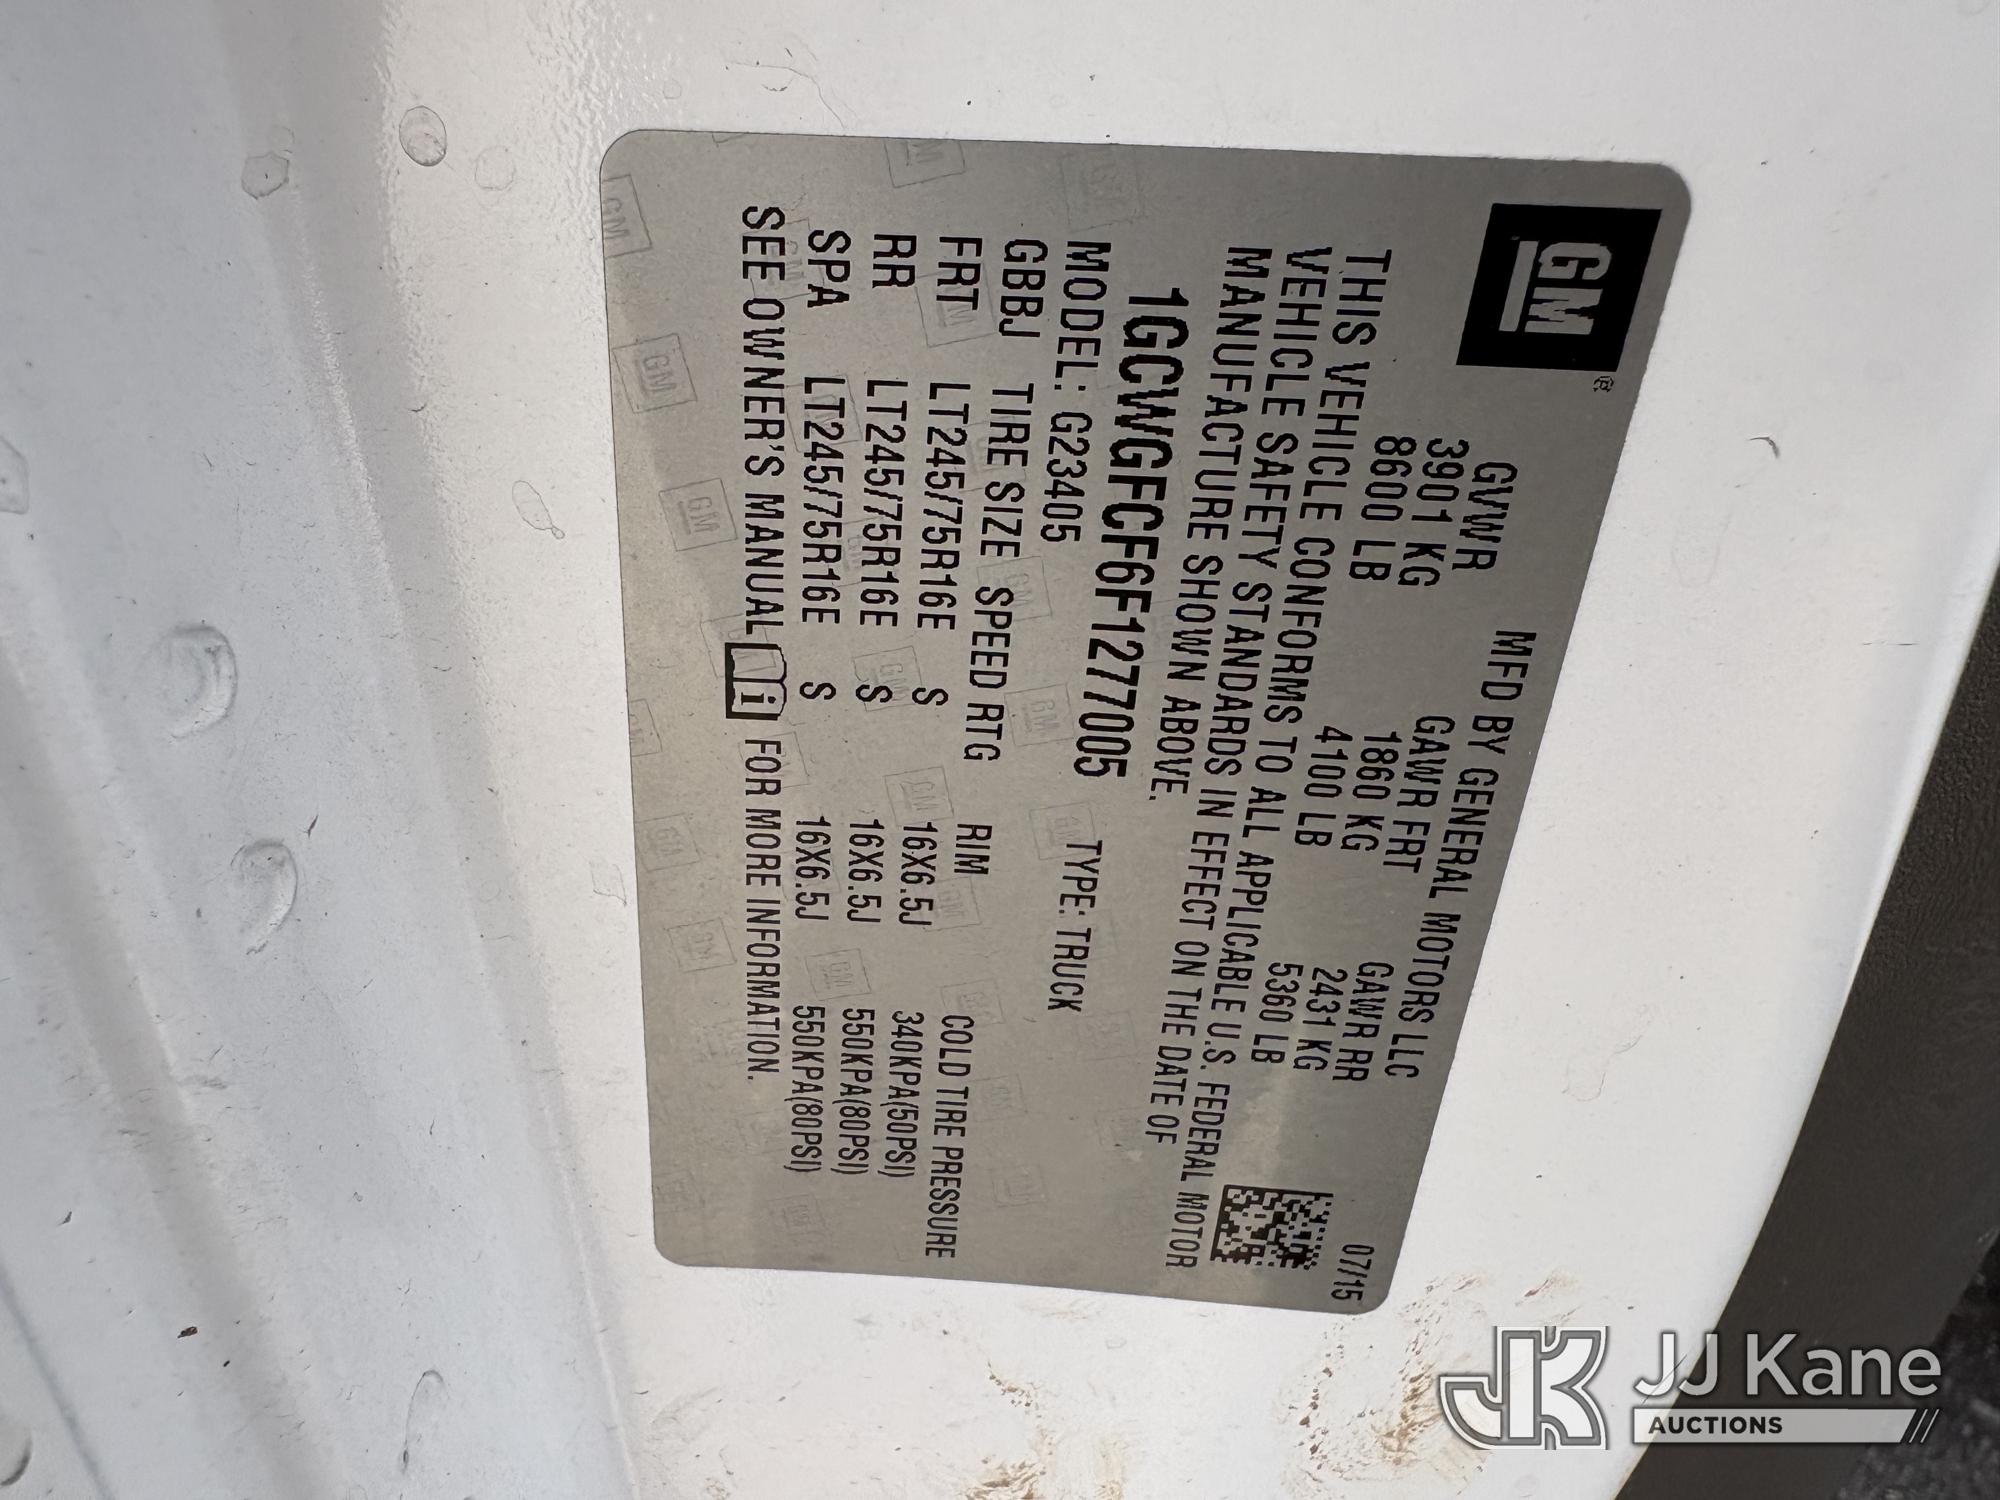 GM ®
MFD BY GENERAL MOTORS LLC 07/15
GVWR GAWR FRT GAWR RR
3901 KG 1860 KG 2431 KG
8600 LB 4100 LB 5360 LB
THIS VEHICLE CONFORMS TO ALL APPLICABLE U.S. FEDERAL MOTOR
VEHICLE SAFETY STANDARDS IN EFFECT ON THE DATE OF
MANUFACTURE SHOWN ABOVE.
1GCWGFCF6F1277005
MODEL: G23405 TYPE: TRUCK
GBBJ TIRE SIZE SPEED RTG RIM COLD TIRE PRESSURE
FRT LT245/75R16E S 16X6.5J 340KPA(50PSI)
RR LT245/75R16E S 16X6.5J 550KPA(80PSI)
SPA LT245/75R16E S 16X6.5J 550KPA(80PSI)
SEE OWNER'S MANUAL i FOR MORE INFORMATION.
JK JJ Kane
AUCTIONS